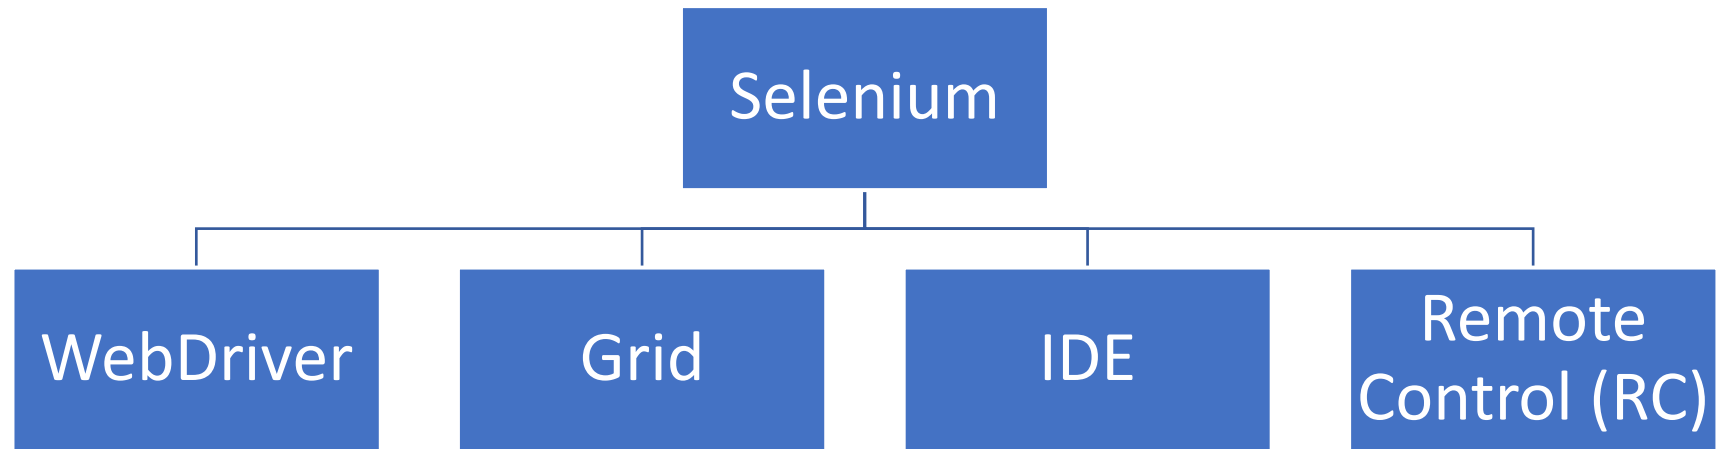 Selenium
WebDriver
Grid
IDE
Remote
Control (RC)